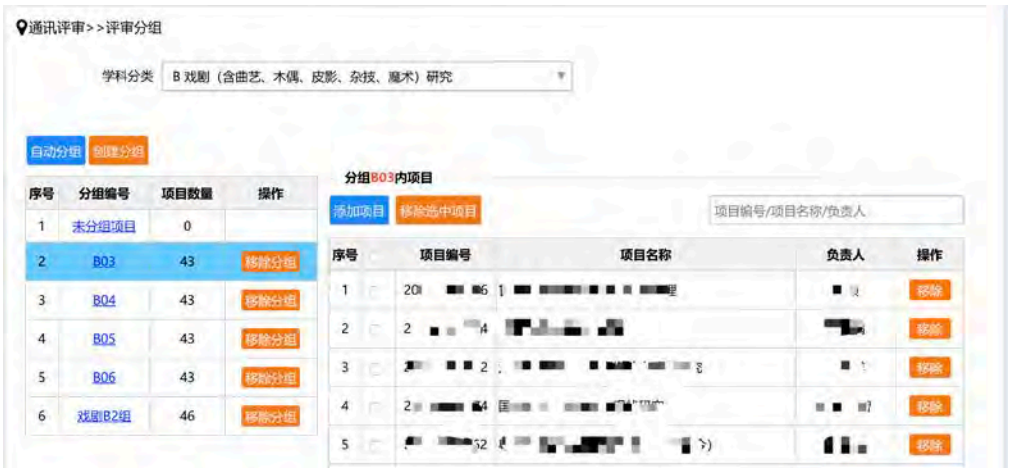 通讯评审>>评审分组
学科分类 B 戏剧（含曲艺、木偶、皮影、杂技、魔术）研究
自动分组 创建分组
序号 分组编号 项目数量 操作
1 未分组项目 0
2 B03 43 移除分组
3 B04 43 移除分组
4 B05 43 移除分组
5 B06 43 移除分组
6 戏剧B2组 46 移除分组
分组B03内项目
添加项目 移除选中项目 项目编号/项目名称/负责人
序号 项目编号 项目名称 负责人 操作
1 移除
2 移除
3 移除
4 移除
5 移除